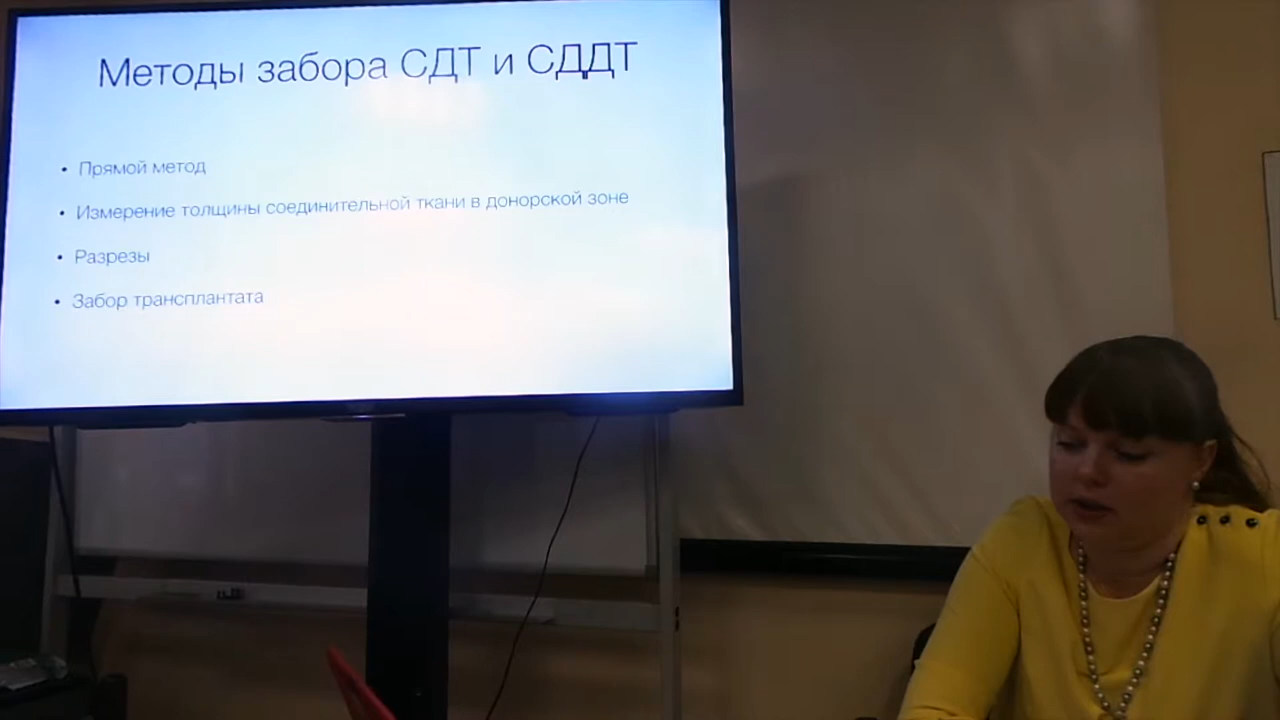 Методы забора СДТ и СДДТ
• Прямой метод
• Измерение толщины соединительной ткани в донорской зоне
• Разрезы
• Забор трансплантата